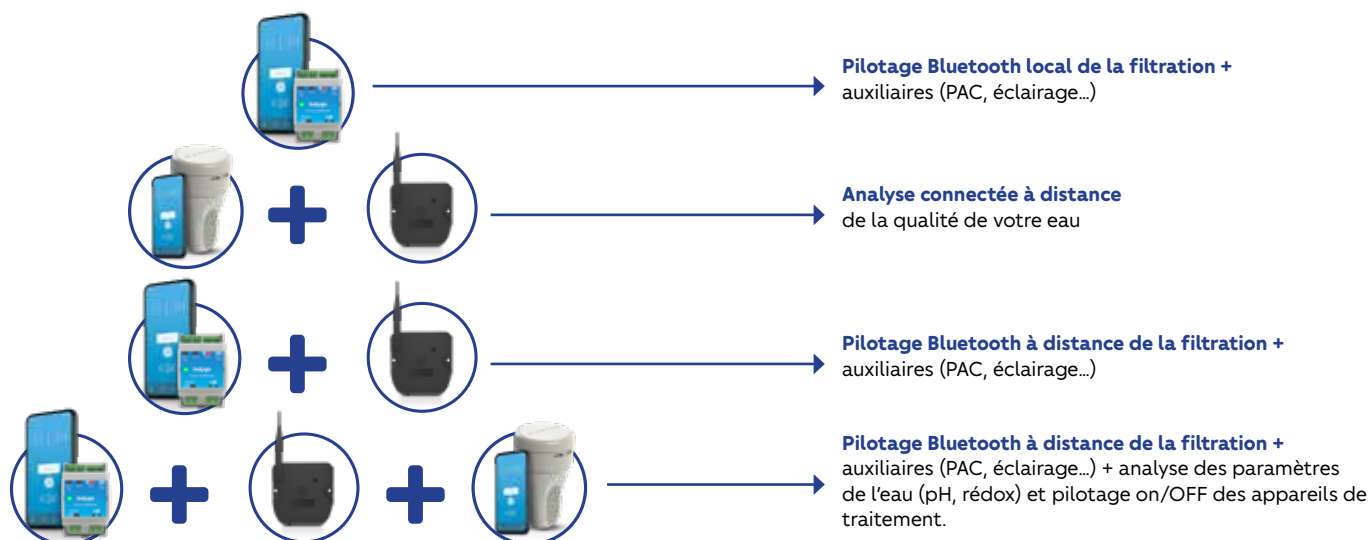 Pilotage Bluetooth local de la filtration +
auxiliaires (PAC, éclairage…)
Analyse connectée à distance
de la qualité de votre eau
Pilotage Bluetooth à distance de la filtration +
auxiliaires (PAC, éclairage…)
Pilotage Bluetooth à distance de la filtration +
auxiliaires (PAC, éclairage…) + analyse des paramètres
de l'eau (pH, rédox) et pilotage on/OFF des appareils de
traitement.